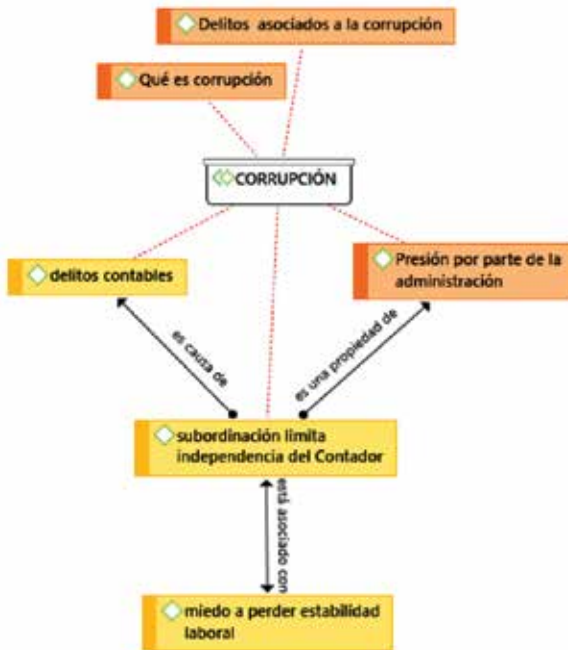 Delitos asociados a la corrupción
Qué es corrupción
CORRUPCIÓN
delitos contables
Presión por parte de la
administración
es causa de
es una propiedad de
subordinación limita
independencia del Contador
está asociado con
miedo a perder estabilidad
laboral